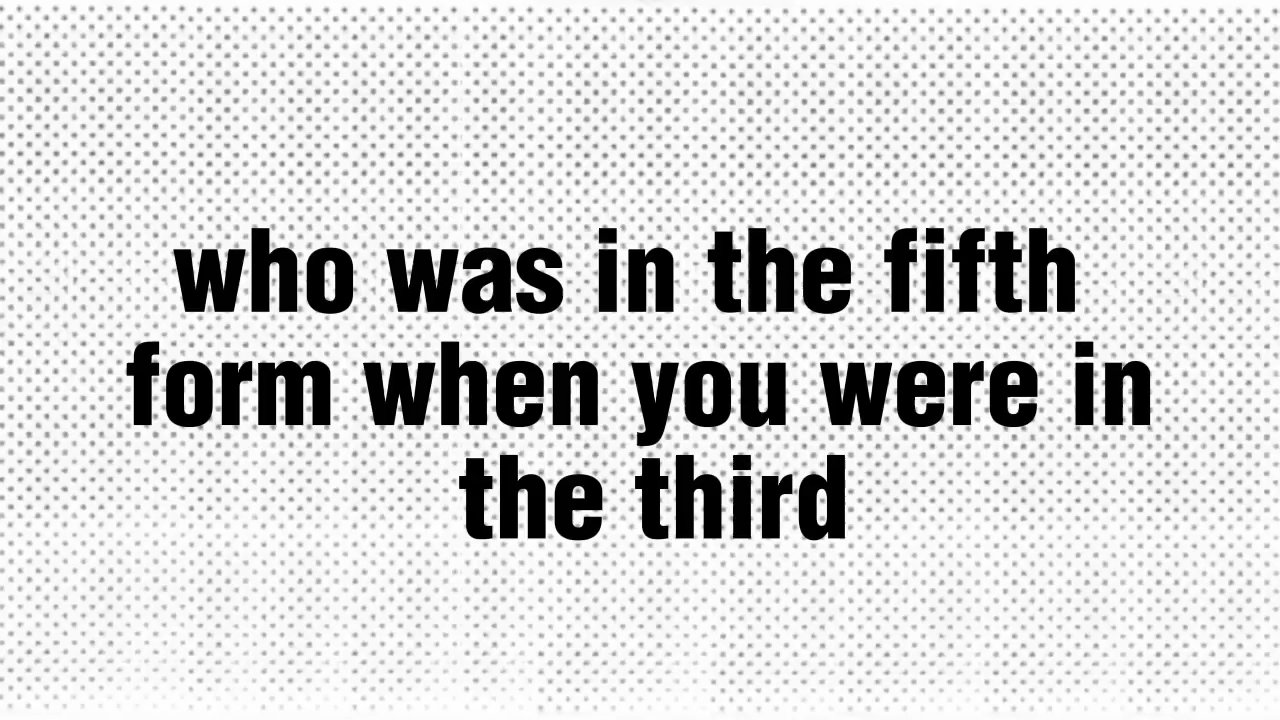 who was in the fifth
form when you were in
the third